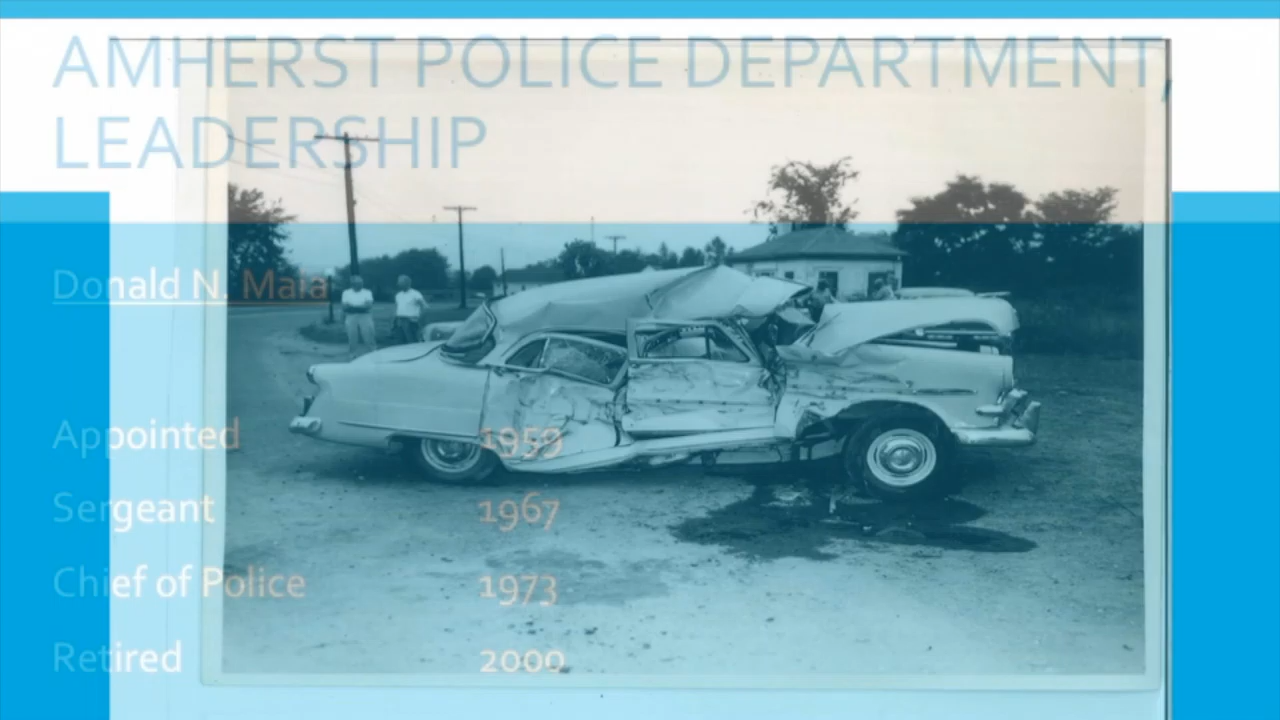 AMHERST POLICE DEPARTMENT,
LEADERSHIP
Donald N. Maia
Appointed 1959
Sergeant 1967
Chief of Police 1973
Retired 2000